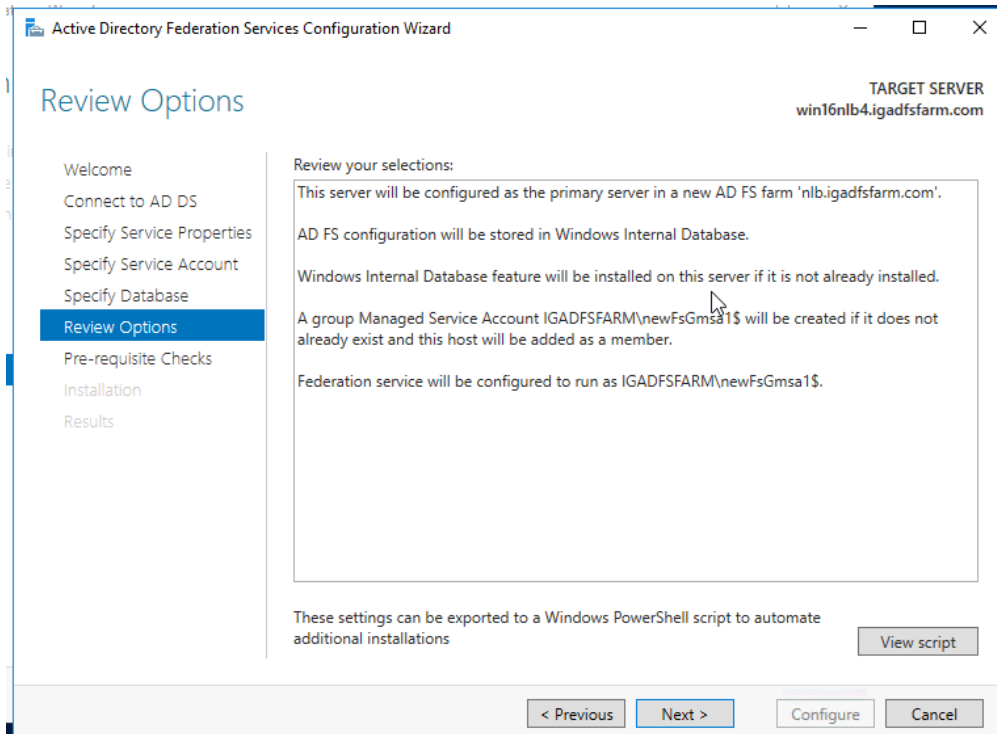 Active Directory Federation Services Configuration Wizard
Review Options
TARGET SERVER
win16nlb4.igadfsfarm.com
Welcome
Connect to AD DS
Specify Service Properties
Specify Service Account
Specify Database
Review Options
Pre-requisite Checks
Installation
Results
Review your selections:
This server will be configured as the primary server in a new AD FS farm 'nlb.igadfsfarm.com'.
AD FS configuration will be stored in Windows Internal Database.
Windows Internal Database feature will be installed on this server if it is not already installed.
A group Managed Service Account IGADFSFARM\newFsGmsa1$ will be created if it does not
already exist and this host will be added as a member.
Federation service will be configured to run as IGADFSFARM\newFsGmsa1$.
These settings can be exported to a Windows PowerShell script to automate
additional installations
View script
< Previous
Next >
Configure
Cancel